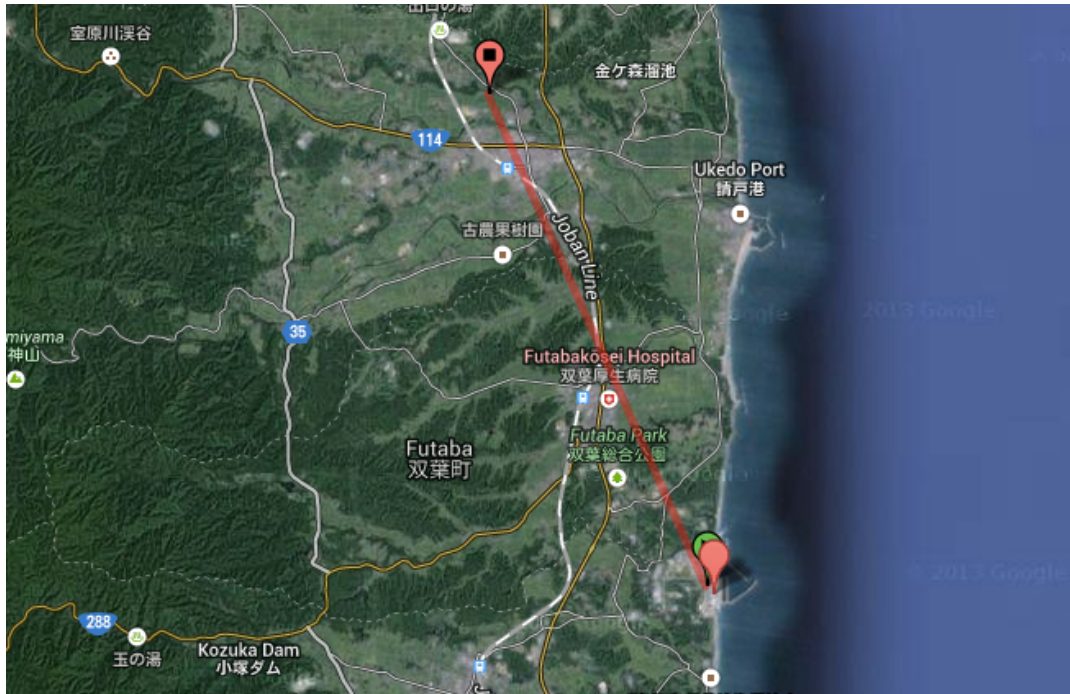 室原川渓谷
金ケ森溜池
114
Ukedo Port
請戸港
古農果樹園
Joban Line
2013 Google
35
miyama
神山
Futabakōsei Hospital
双葉厚生病院
Futaba Park
双葉総合公園
Futaba
双葉町
© 2013 Google
288
玉の湯
Kozuka Dam
小塚ダム